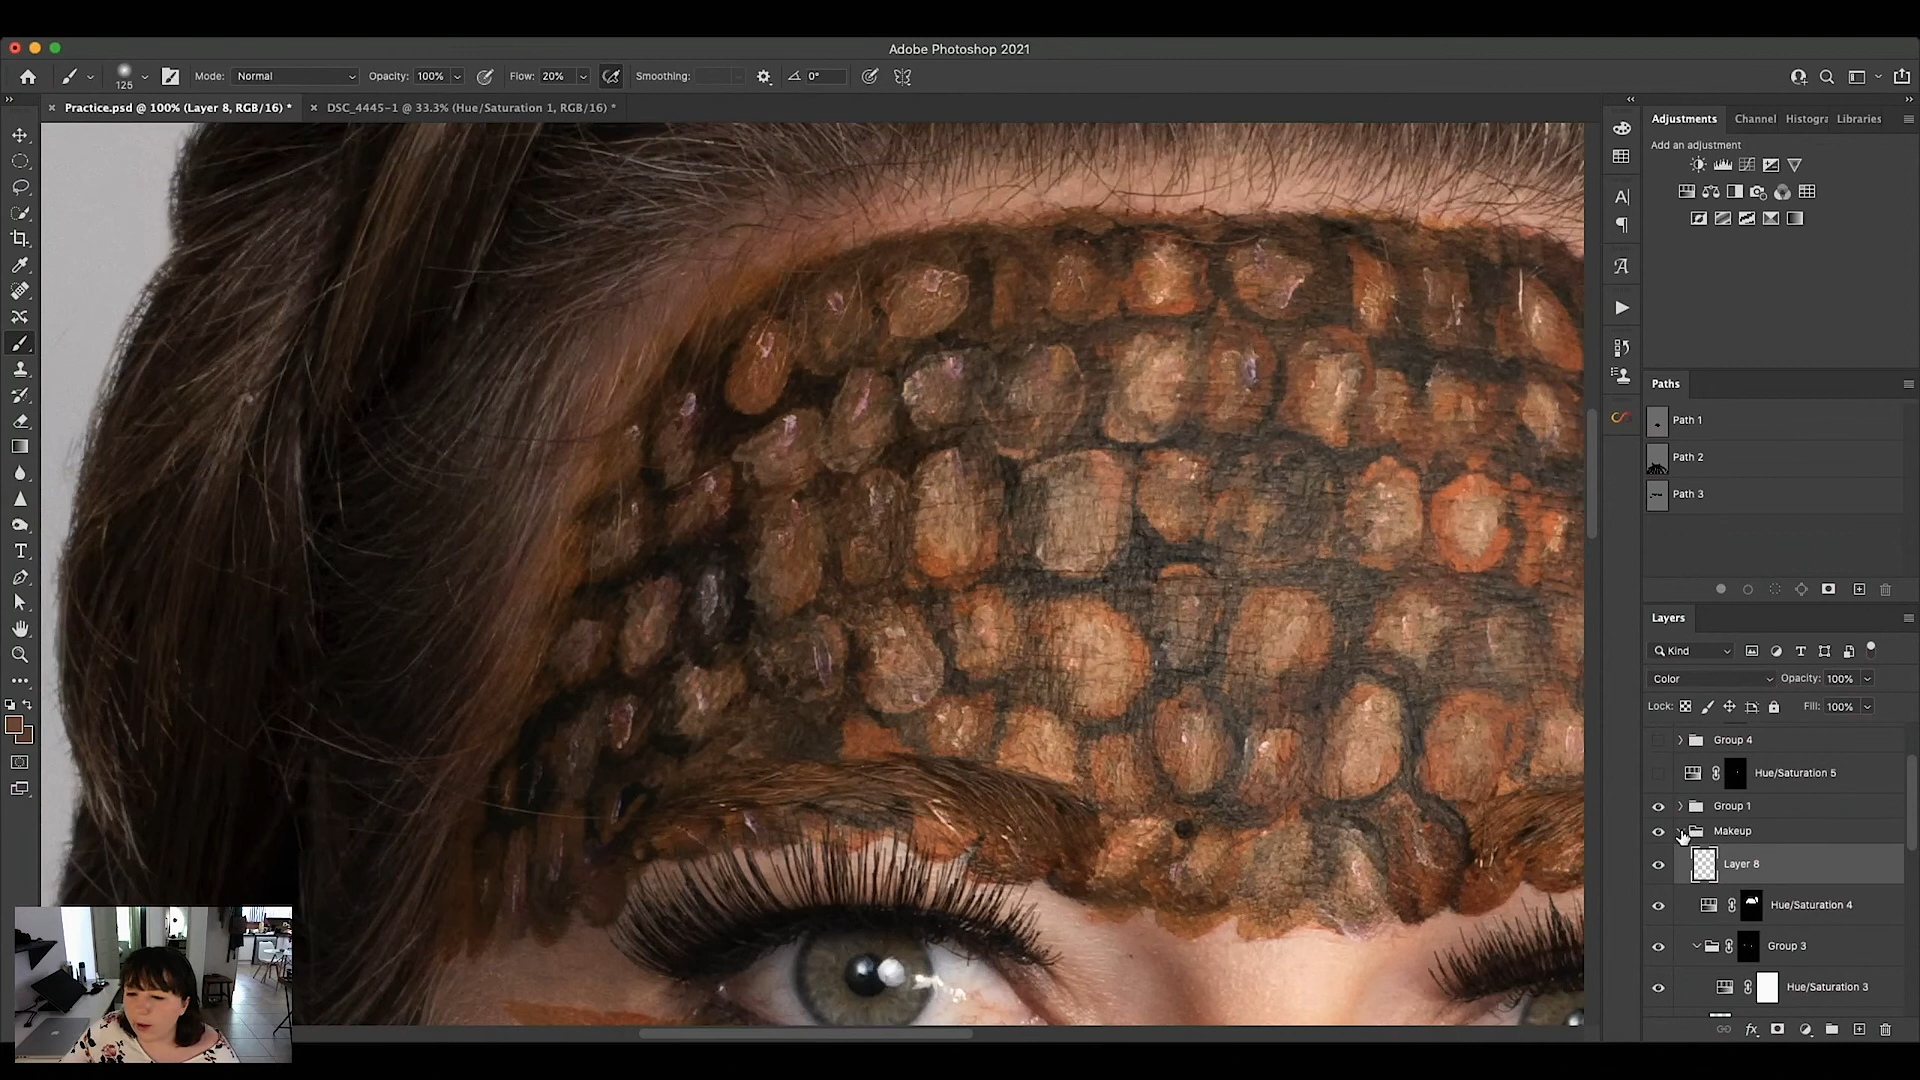 Adobe Photoshop 2021
125
Mode: Normal
Opacity: 100%
Flow: 20%
Smoothing:
0°
Practice.psd @ 100% (Layer 8, RGB/16) *
DSC_4445-1 @ 33.3% (Hue/Saturation 1, RGB/16) *
Adjustments
Channel
Histogra
Libraries
Add an adjustment
Paths
Path 1
Path 2
Path 3
Layers
Kind
Color
Opacity: 100%
Lock:
Fill: 100%
Group 4
Hue/Saturation 5
Group 1
Makeup
Layer 8
Hue/Saturation 4
Group 3
Hue/Saturation 3